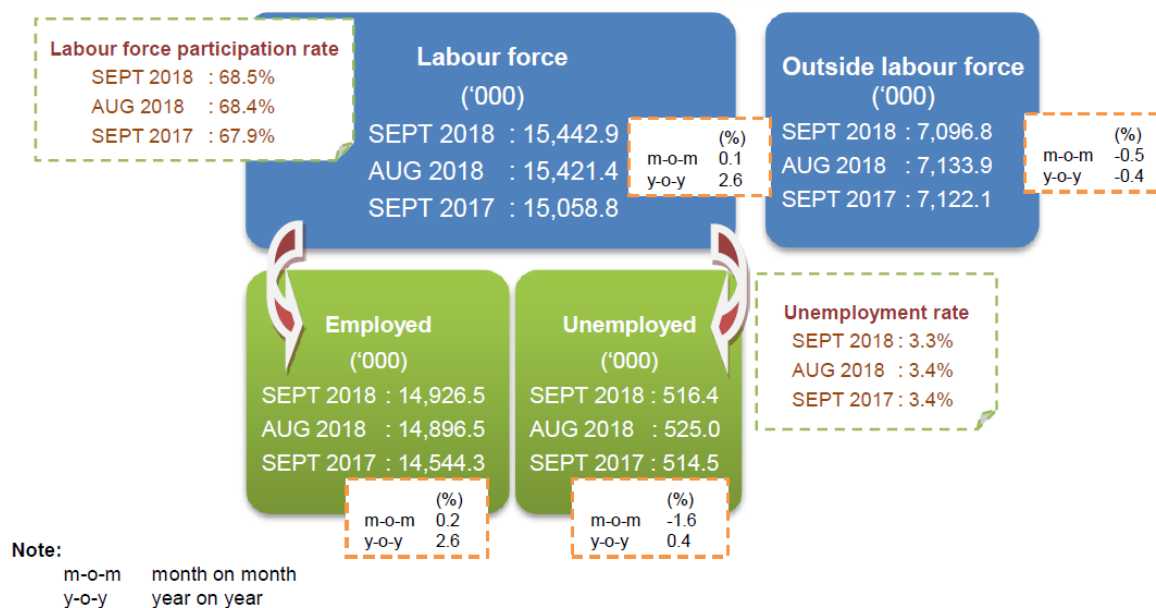 Labour force participation rate
SEPT 2018 : 68.5%
AUG 2018 : 68.4%
SEPT 2017 : 67.9%
Labour force
(‘000)
SEPT 2018 : 15,442.9
AUG 2018 : 15,421.4
SEPT 2017 : 15,058.8
(%)
m-o-m 0.1
y-o-y 2.6
Outside labour force
(‘000)
SEPT 2018 : 7,096.8
AUG 2018 : 7,133.9
SEPT 2017 : 7,122.1
(%)
m-o-m -0.5
y-o-y -0.4
Employed
(‘000)
SEPT 2018 : 14,926.5
AUG 2018 : 14,896.5
SEPT 2017 : 14,544.3
(%)
m-o-m 0.2
y-o-y 2.6
Unemployed
(‘000)
SEPT 2018 : 516.4
AUG 2018 : 525.0
SEPT 2017 : 514.5
(%)
m-o-m -1.6
y-o-y 0.4
Unemployment rate
SEPT 2018 : 3.3%
AUG 2018 : 3.4%
SEPT 2017 : 3.4%
Note:
m-o-m month on month
y-o-y year on year